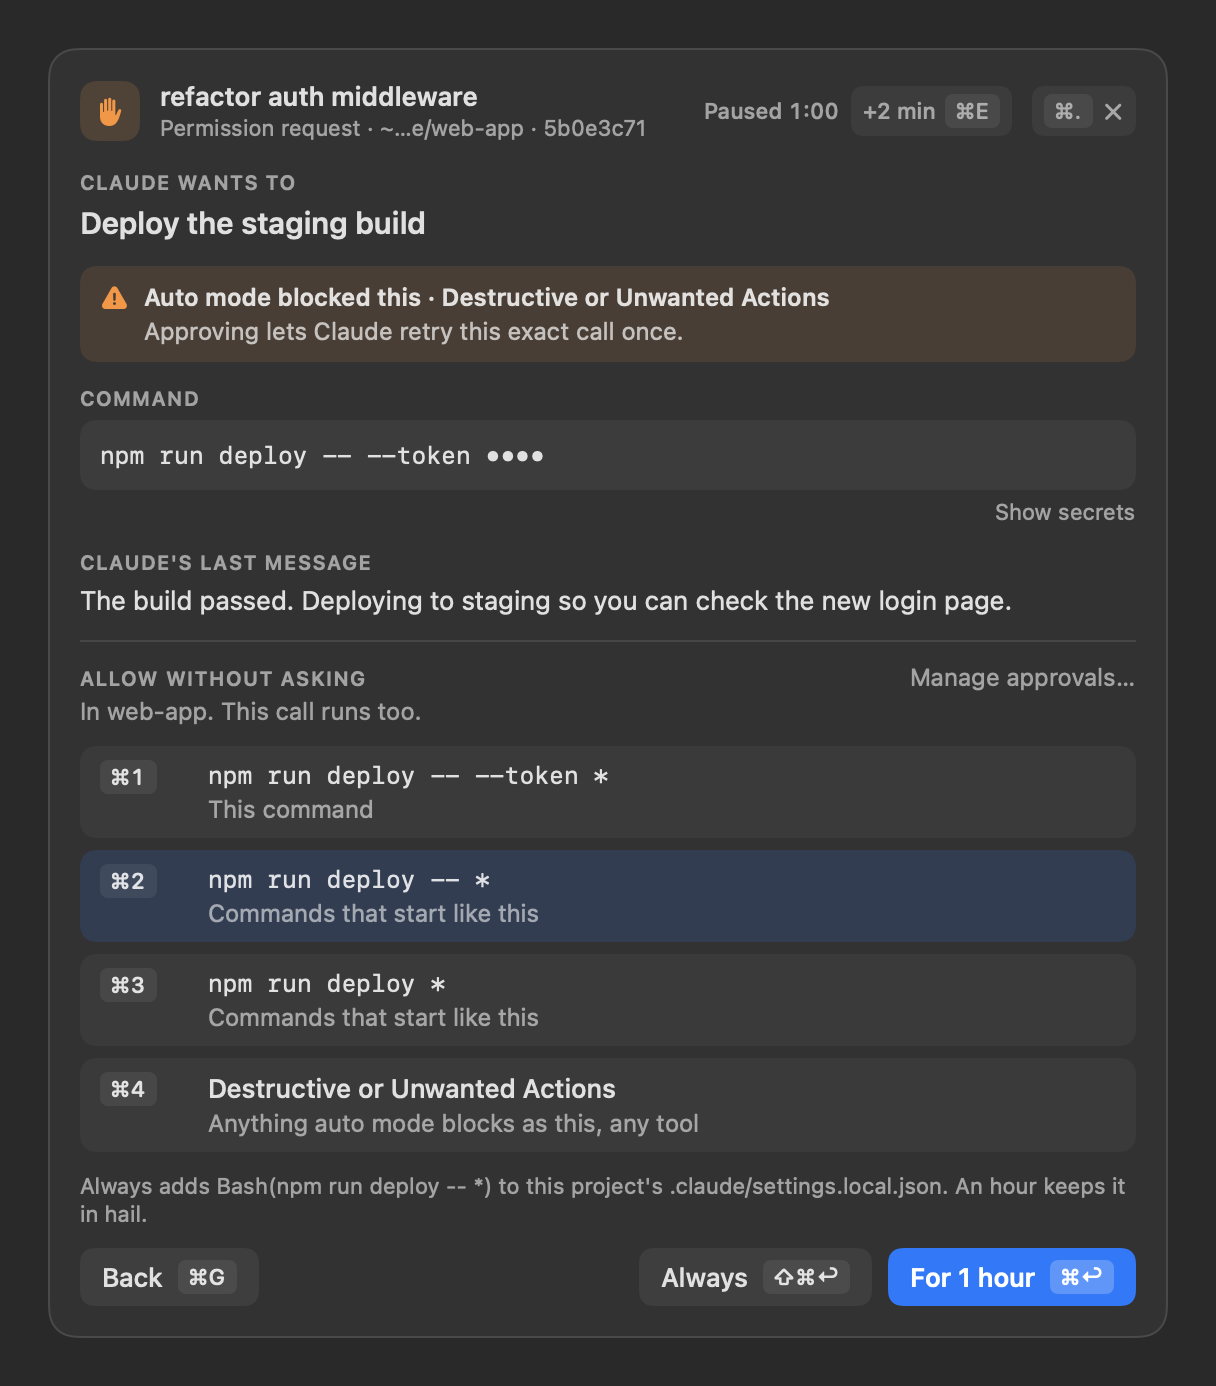 refactor auth middleware
Permission request · ~...e/web-app · 5b0e3c71
Paused 1:00
+2 min ⌘E
⌘. ✕
CLAUDE WANTS TO
Deploy the staging build
Auto mode blocked this · Destructive or Unwanted Actions
Approving lets Claude retry this exact call once.
COMMAND
npm run deploy -- --token ••••
Show secrets
CLAUDE'S LAST MESSAGE
The build passed. Deploying to staging so you can check the new login page.
ALLOW WITHOUT ASKING
Manage approvals...
In web-app. This call runs too.
⌘1 npm run deploy -- --token *
This command
⌘2 npm run deploy -- *
Commands that start like this
⌘3 npm run deploy *
Commands that start like this
⌘4 Destructive or Unwanted Actions
Anything auto mode blocks as this, any tool
Always adds Bash(npm run deploy -- *) to this project's .claude/settings.local.json. An hour keeps it
in hail.
Back ⌘G
Always ⇧⌘↩
For 1 hour ⌘↩